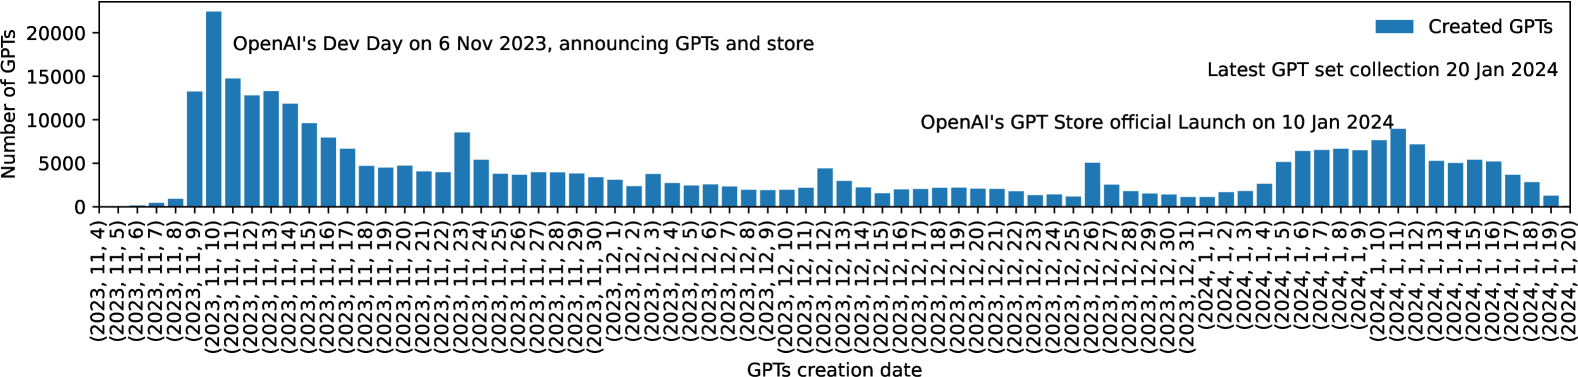 Number of GPTs
20000
15000
10000
5000
0
OpenAI's Dev Day on 6 Nov 2023, announcing GPTs and store
Created GPTs
Latest GPT set collection 20 Jan 2024
OpenAI's GPT Store official Launch on 10 Jan 2024
(2023, 11, 4)
(2023, 11, 5)
(2023, 11, 6)
(2023, 11, 7)
(2023, 11, 8)
(2023, 11, 9)
(2023, 11, 10)
(2023, 11, 11)
(2023, 11, 12)
(2023, 11, 13)
(2023, 11, 14)
(2023, 11, 15)
(2023, 11, 16)
(2023, 11, 17)
(2023, 11, 18)
(2023, 11, 19)
(2023, 11, 20)
(2023, 11, 21)
(2023, 11, 22)
(2023, 11, 23)
(2023, 11, 24)
(2023, 11, 25)
(2023, 11, 26)
(2023, 11, 27)
(2023, 11, 28)
(2023, 11, 29)
(2023, 11, 30)
(2023, 12, 1)
(2023, 12, 2)
(2023, 12, 3)
(2023, 12, 4)
(2023, 12, 5)
(2023, 12, 6)
(2023, 12, 7)
(2023, 12, 8)
(2023, 12, 9)
(2023, 12, 10)
(2023, 12, 11)
(2023, 12, 12)
(2023, 12, 13)
(2023, 12, 14)
(2023, 12, 15)
(2023, 12, 16)
(2023, 12, 17)
(2023, 12, 18)
(2023, 12, 19)
(2023, 12, 20)
(2023, 12, 21)
(2023, 12, 22)
(2023, 12, 23)
(2023, 12, 24)
(2023, 12, 25)
(2023, 12, 26)
(2023, 12, 27)
(2023, 12, 28)
(2023, 12, 29)
(2023, 12, 30)
(2023, 12, 31)
(2024, 1, 1)
(2024, 1, 2)
(2024, 1, 3)
(2024, 1, 4)
(2024, 1, 5)
(2024, 1, 6)
(2024, 1, 7)
(2024, 1, 8)
(2024, 1, 9)
(2024, 1, 10)
(2024, 1, 11)
(2024, 1, 12)
(2024, 1, 13)
(2024, 1, 14)
(2024, 1, 15)
(2024, 1, 16)
(2024, 1, 17)
(2024, 1, 18)
(2024, 1, 19)
(2024, 1, 20)
GPTs creation date